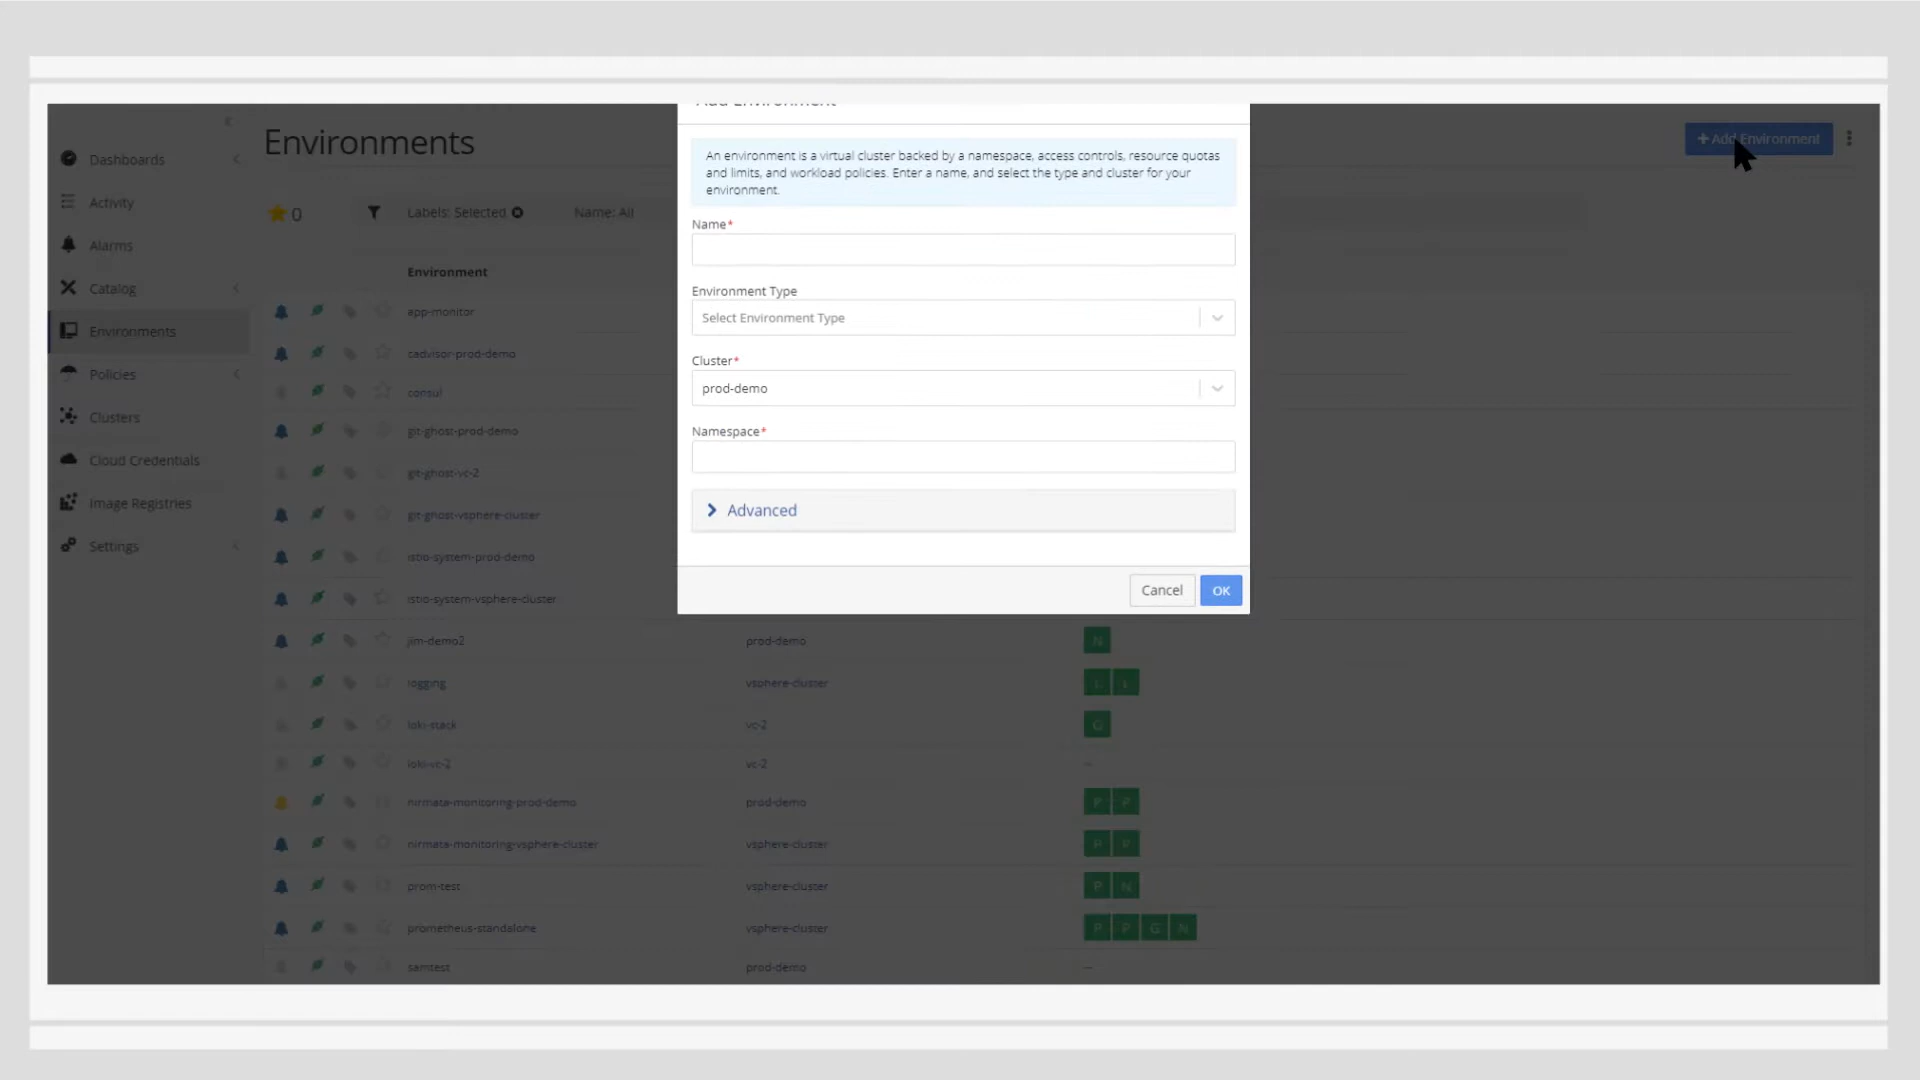 Add Environment
Environments
+ Add Environment
An environment is a virtual cluster backed by a namespace, access controls, resource quotas
and limits, and workload policies. Enter a name, and select the type and cluster for your
environment.
Dashboards
Activity
Alarms
Catalog
Environments
Policies
Clusters
Cloud Credentials
Image Registries
Settings
0
Labels: Selected
Name: All
Name*
Environment Type
Select Environment Type
Cluster*
prod-demo
Namespace*
Advanced
Cancel
OK
Environment
app-monitor
cadvisor-prod-demo
consul
git-ghost-prod-demo
git-ghost-vc-2
git-ghost-vsphere-cluster
istio-system-prod-demo
istio-system-vsphere-cluster
jim-demo2 prod-demo N
logging vsphere-cluster L L
loki-stack vc-2 G
loki-vc-2 vc-2 --
nirmata-monitoring-prod-demo prod-demo P P
nirmata-monitoring-vsphere-cluster vsphere-cluster P P
prom-test vsphere-cluster P N
prometheus-standalone vsphere-cluster P P G N
samtest prod-demo --